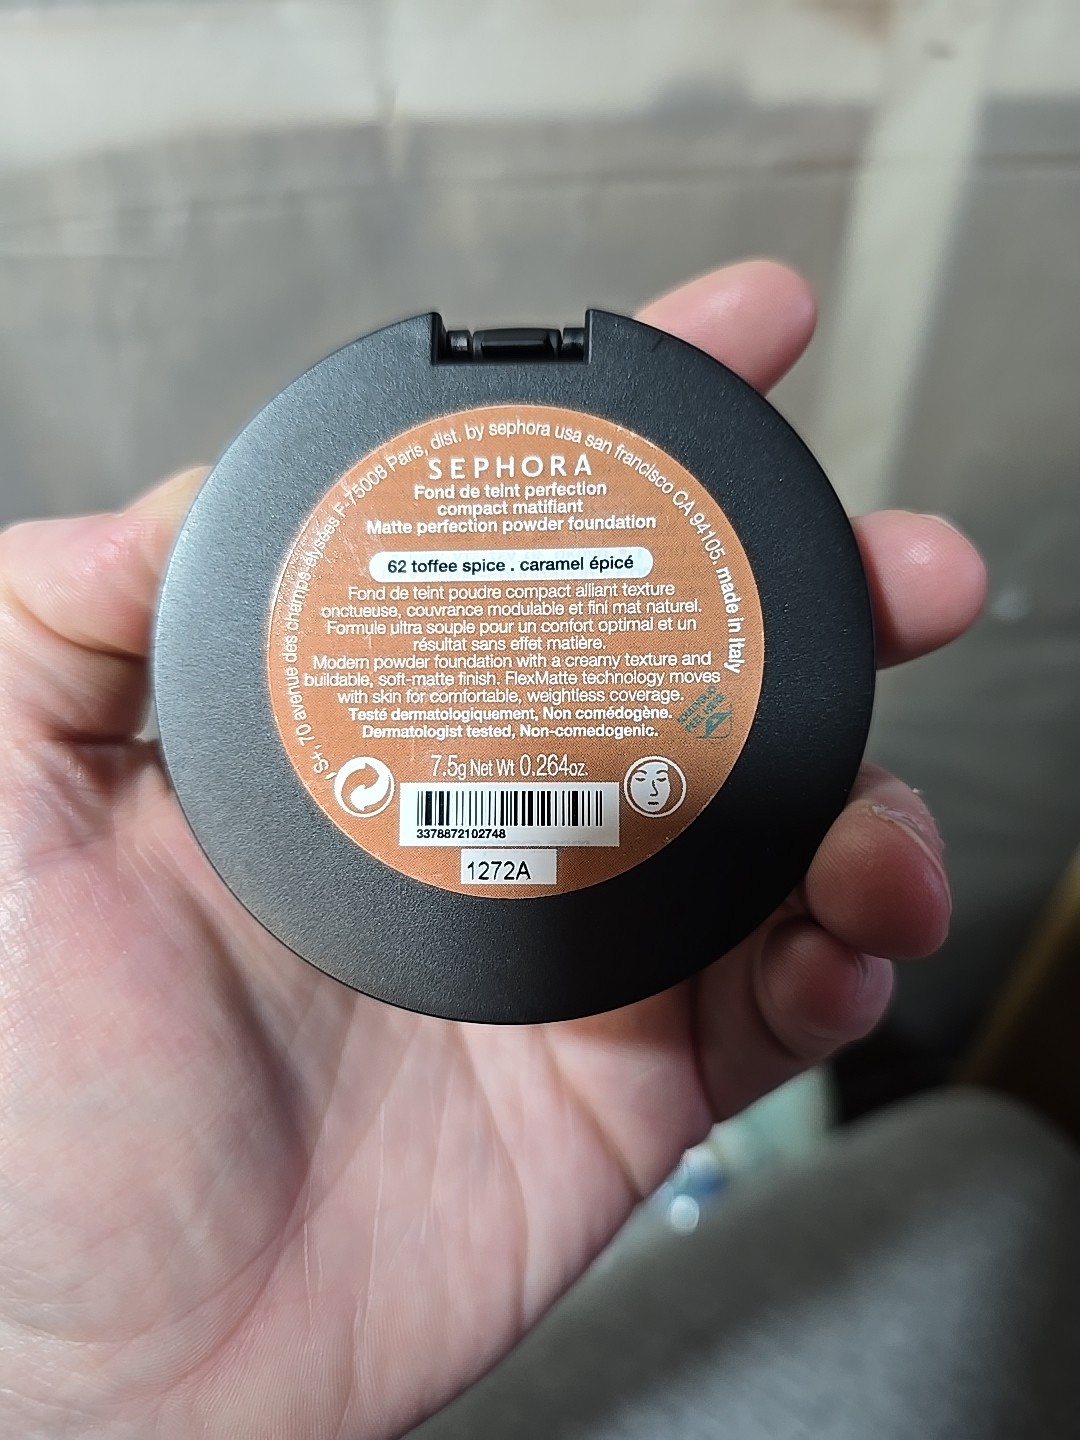 S+, 70 avenue des champs élysées F-75008 Paris, dist. by sephora usa san francisco CA 94105. made in Italy
SEPHORA
Fond de teint perfection
compact matifiant
Matte perfection powder foundation
62 toffee spice . caramel épicé
Fond de teint poudre compact alliant texture
onctueuse, couvrance modulable et fini mat naturel.
Formule ultra souple pour un confort optimal et un
résultat sans effet matière.
Modern powder foundation with a creamy texture and
buildable, soft-matte finish. FlexMatte technology moves
with skin for comfortable, weightless coverage.
Testé dermatologiquement, Non comédogène.
Dermatologist tested, Non-comedogenic.
7.5g Net Wt 0.264oz.
3378872102748
1272A